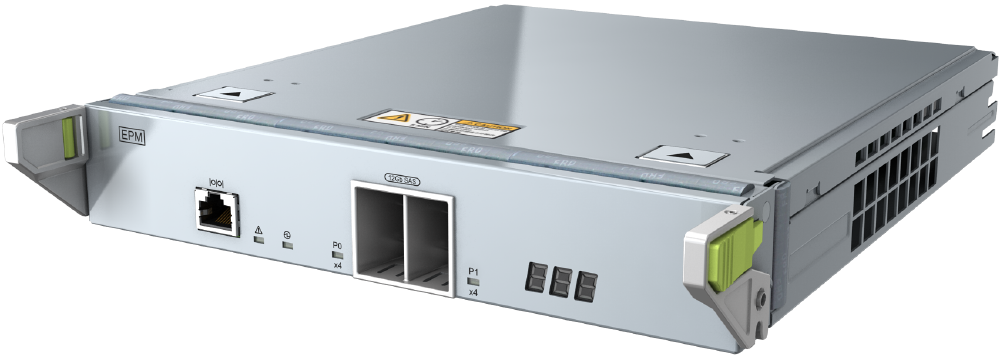 EPM
|O|O|
12Gb SAS
P0
x4
P1
x4